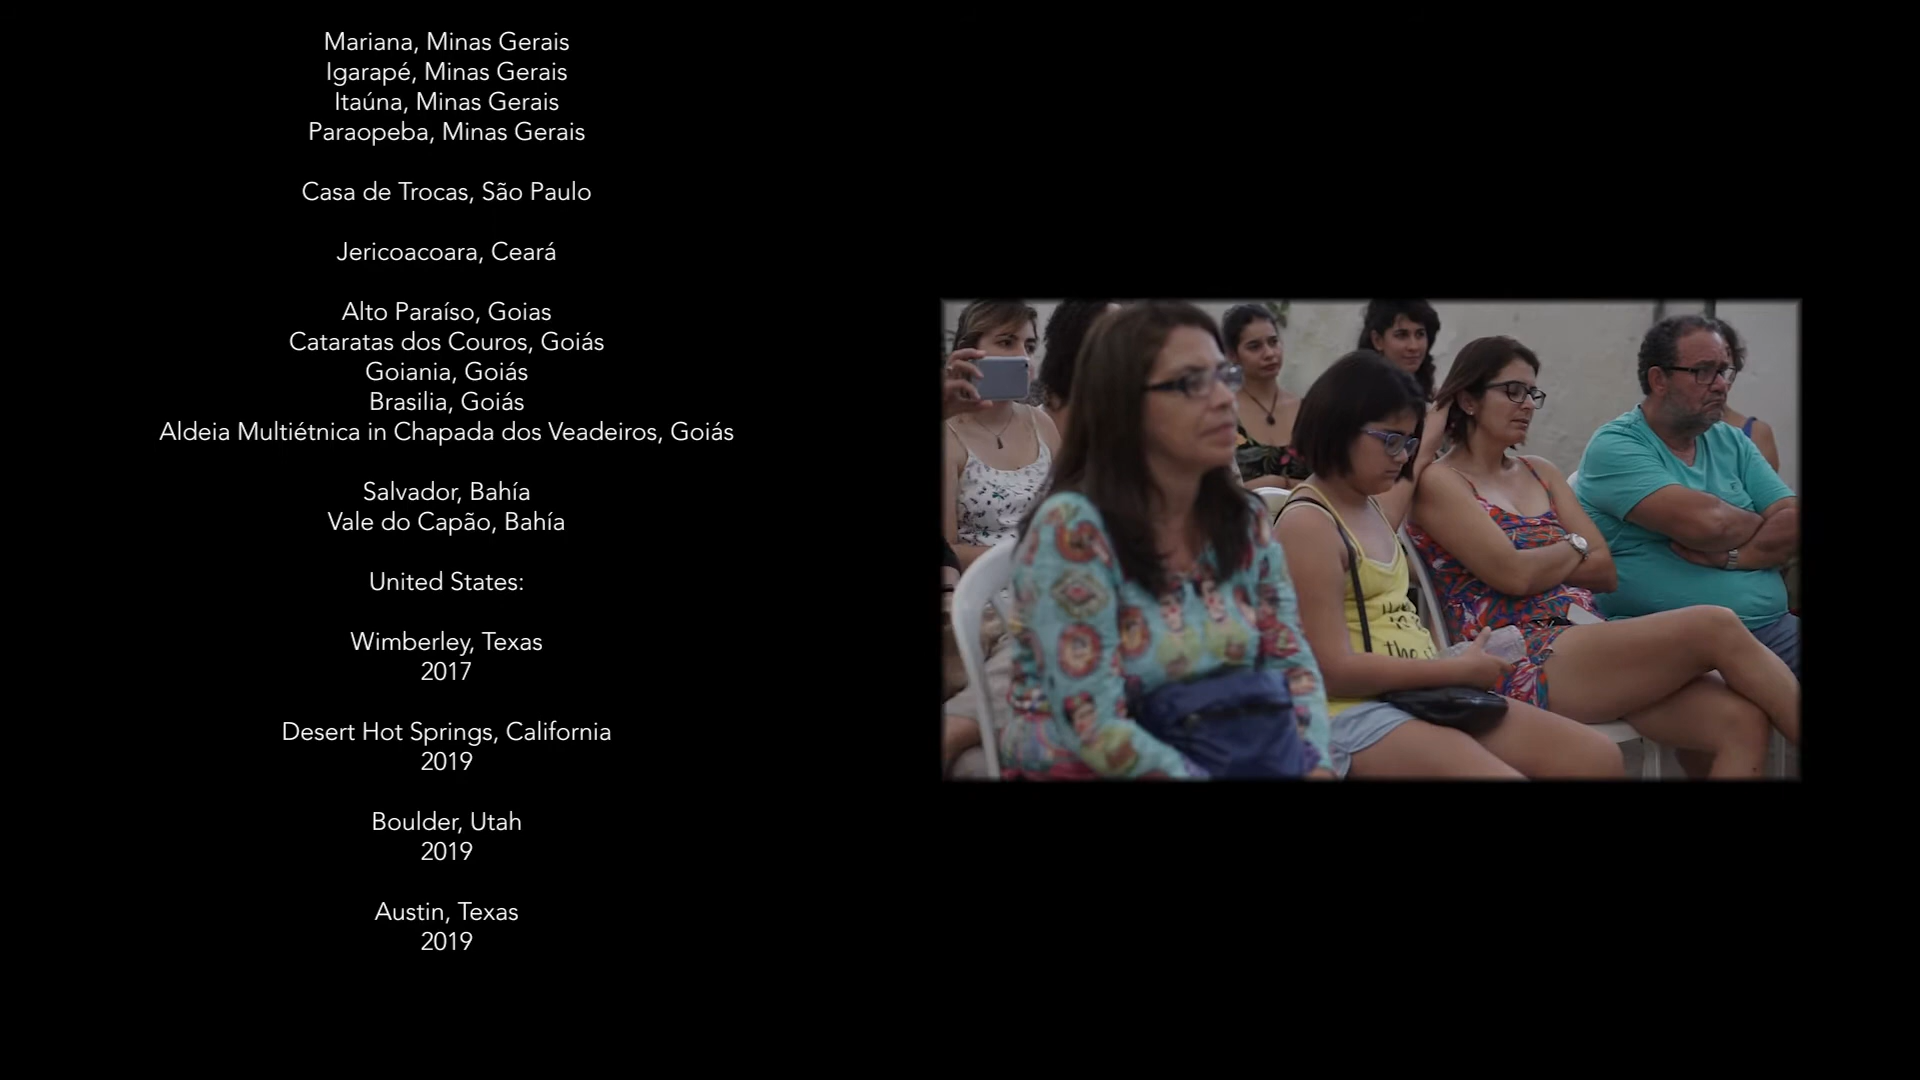 Mariana, Minas Gerais
Igarapé, Minas Gerais
Itaúna, Minas Gerais
Paraopeba, Minas Gerais
Casa de Trocas, São Paulo
Jericoacoara, Ceará
Alto Paraíso, Goias
Cataratas dos Couros, Goiás
Goiania, Goiás
Brasilia, Goiás
Aldeia Multiétnica in Chapada dos Veadeiros, Goiás
Salvador, Bahía
Vale do Capão, Bahía
United States:
Wimberley, Texas
2017
Desert Hot Springs, California
2019
Boulder, Utah
2019
Austin, Texas
2019